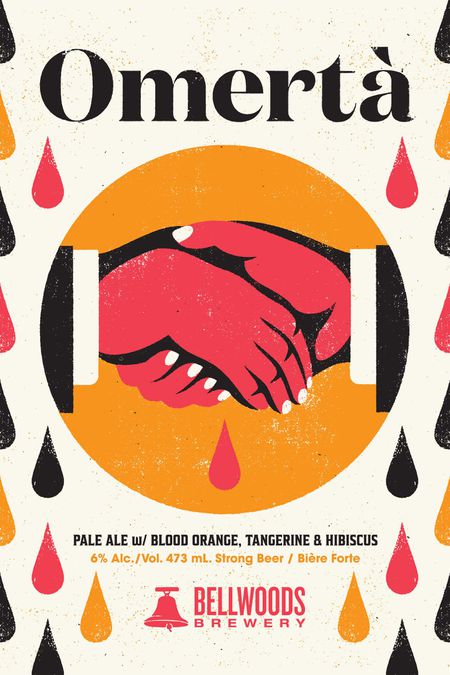 Omertà
PALE ALE w/ BLOOD ORANGE, TANGERINE & HIBISCUS
6% Alc./Vol. 473 mL. Strong Beer / Bière Forte
BELLWOODS
BREWERY